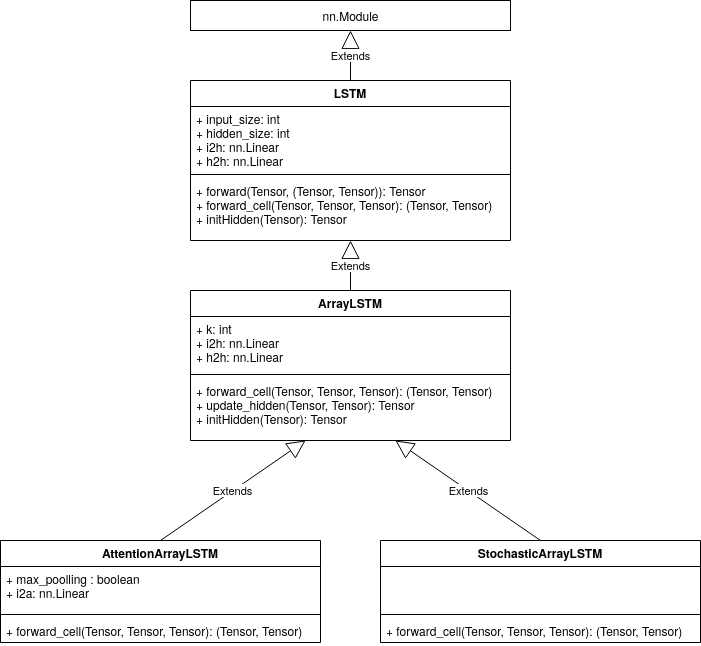 nn.Module
Extends
LSTM
+ input_size: int
+ hidden_size: int
+ i2h: nn.Linear
+ h2h: nn.Linear
+ forward(Tensor, (Tensor, Tensor)): Tensor
+ forward_cell(Tensor, Tensor, Tensor): (Tensor, Tensor)
+ initHidden(Tensor): Tensor
Extends
ArrayLSTM
+ k: int
+ i2h: nn.Linear
+ h2h: nn.Linear
+ forward_cell(Tensor, Tensor, Tensor): (Tensor, Tensor)
+ update_hidden(Tensor, Tensor): Tensor
+ initHidden(Tensor): Tensor
Extends
Extends
AttentionArrayLSTM
+ max_poolling : boolean
+ i2a: nn.Linear
+ forward_cell(Tensor, Tensor, Tensor): (Tensor, Tensor)
StochasticArrayLSTM
+ forward_cell(Tensor, Tensor, Tensor): (Tensor, Tensor)